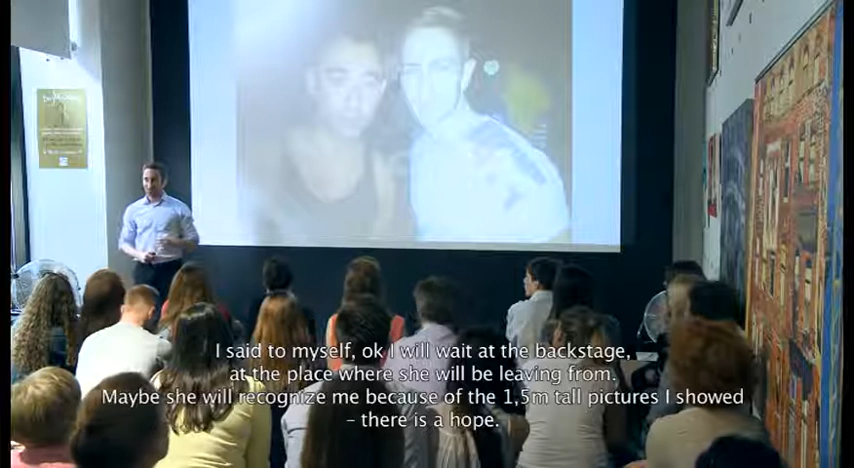 I said to myself, ok I will wait at the backstage,
at the place where she will be leaving from.
Maybe she will recognize me because of the 1,5m tall pictures I showed
- there is a hope.